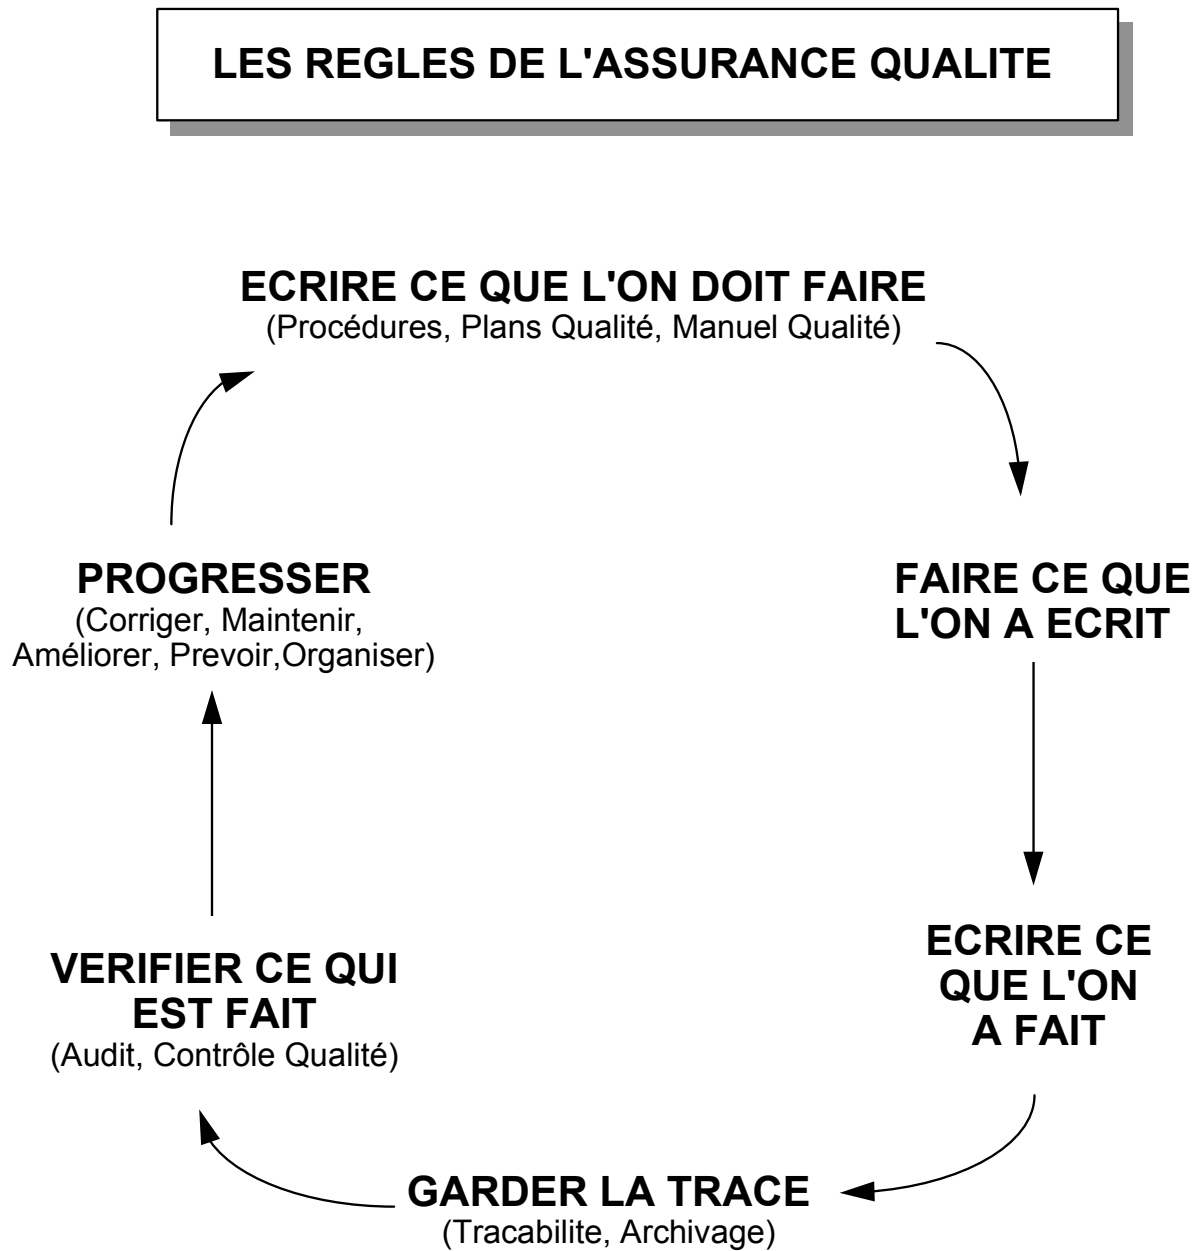 LES REGLES DE L'ASSURANCE QUALITE
ECRIRE CE QUE L'ON DOIT FAIRE
(Procédures, Plans Qualité, Manuel Qualité)
FAIRE CE QUE
L'ON A ECRIT
ECRIRE CE
QUE L'ON
A FAIT
GARDER LA TRACE
(Tracabilite, Archivage)
VERIFIER CE QUI
EST FAIT
(Audit, Contrôle Qualité)
PROGRESSER
(Corriger, Maintenir,
Améliorer, Prevoir,Organiser)